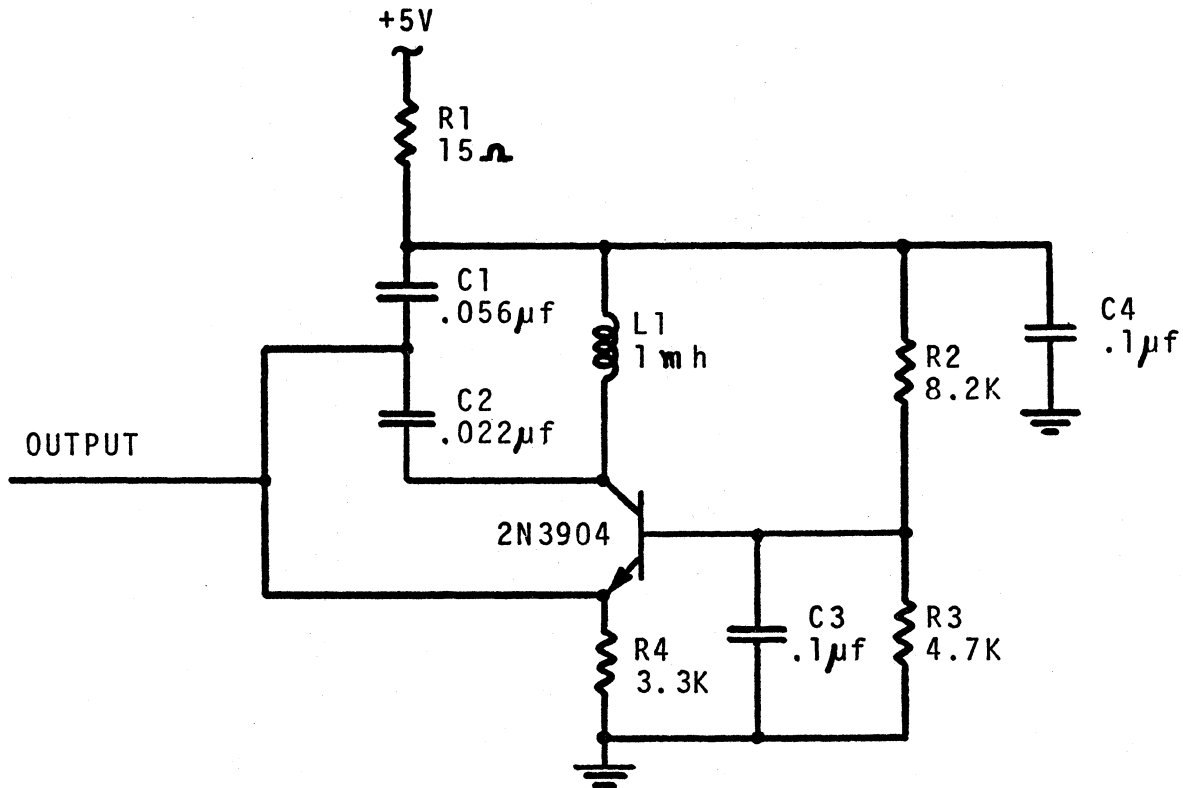 +5V
R1
15Ω
C1
.056µf
L1
1mh
C4
.1µf
R2
8.2K
C2
.022µf
OUTPUT
2N3904
C3
.1µf
R3
4.7K
R4
3.3K